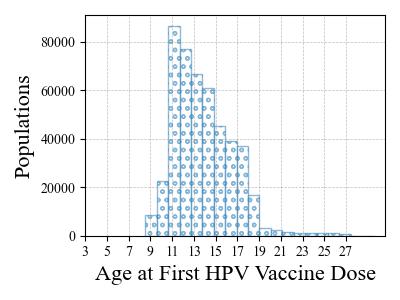 Populations
80000
60000
40000
20000
0
3 5 7 9 11 13 15 17 19 21 23 25 27
Age at First HPV Vaccine Dose